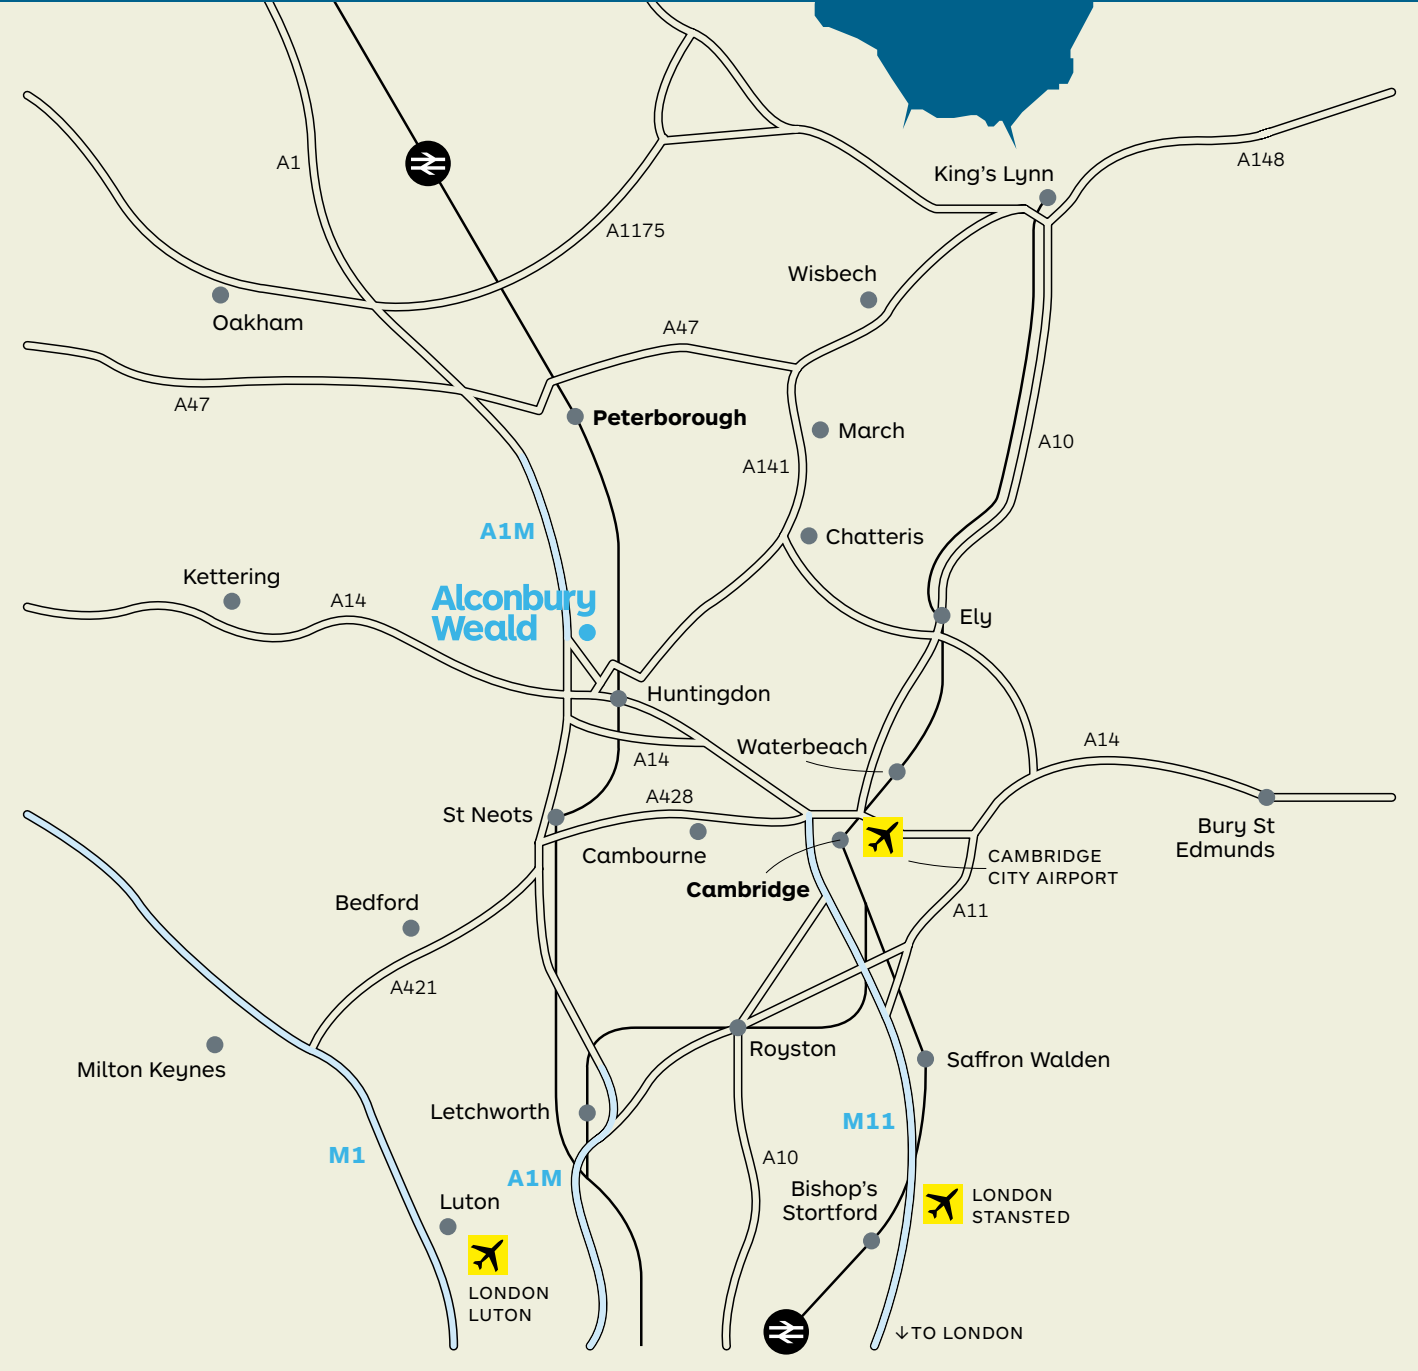 A1
King's Lynn
A148
A1175
Wisbech
Oakham
A47
A47
Peterborough
March
A10
A141
A1M
Chatteris
Kettering
A14
Alconbury
Weald
Ely
Huntingdon
Waterbeach
A14
A14
A428
St Neots
Cambourne
Bury St
Edmunds
CAMBRIDGE
CITY AIRPORT
Cambridge
Bedford
A11
A421
Milton Keynes
Royston
Saffron Walden
Letchworth
M11
M1
A10
A1M
Bishop's
Stortford
LONDON
STANSTED
Luton
LONDON
LUTON
↓TO LONDON